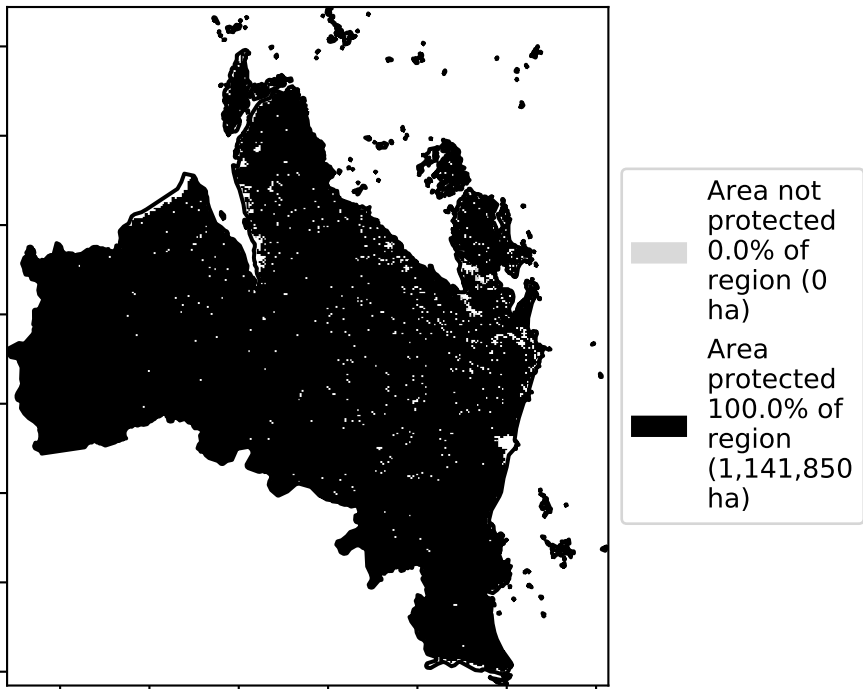 Area not
protected
0.0% of
region (0
ha)
Area
protected
100.0% of
region
(1,141,850
ha)